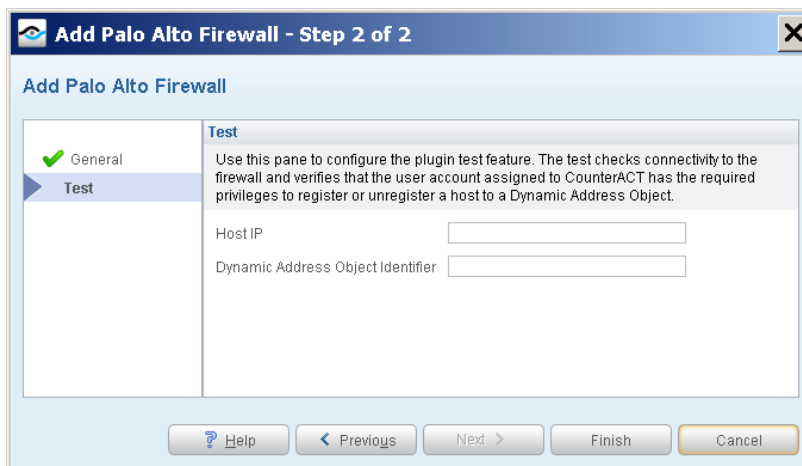 Add Palo Alto Firewall - Step 2 of 2
Add Palo Alto Firewall
General
Test
Test
Use this pane to configure the plugin test feature. The test checks connectivity to the
firewall and verifies that the user account assigned to CounterACT has the required
privileges to register or unregister a host to a Dynamic Address Object.
Host IP
Dynamic Address Object Identifier
Help
Previous
Next
Finish
Cancel